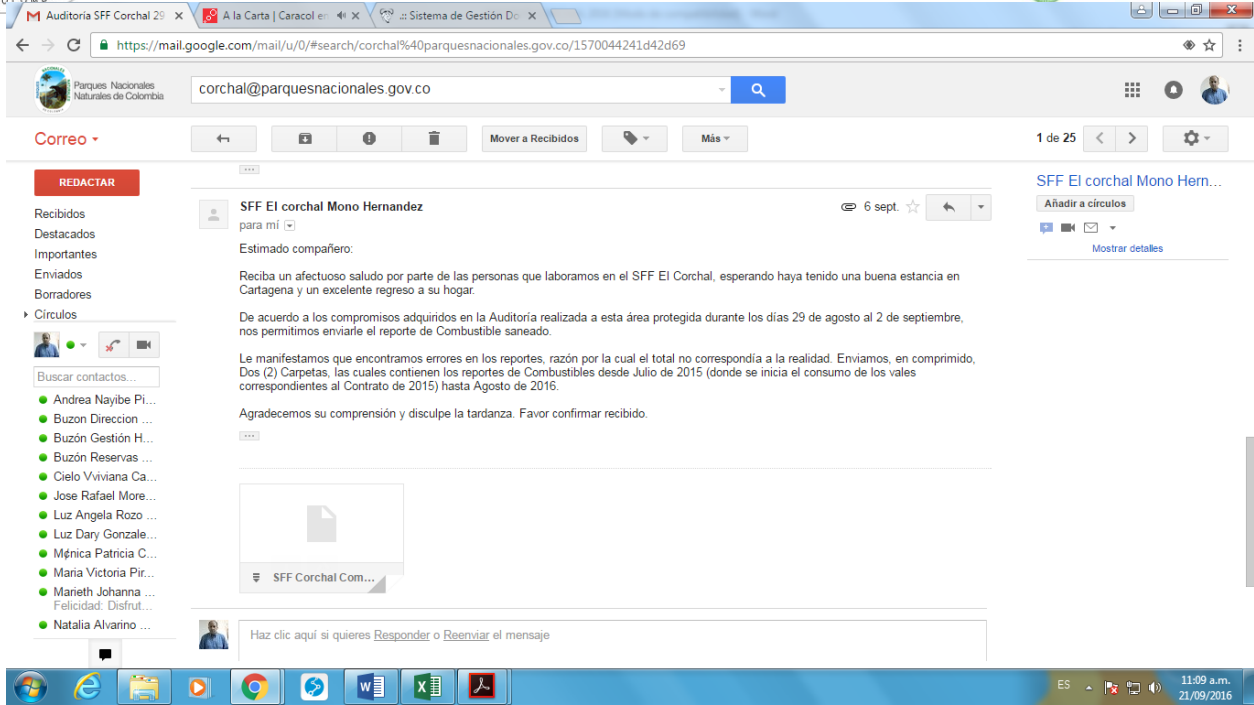 Auditoría SFF Corchal 29
A la Carta | Caracol en
.:: Sistema de Gestión Do
https://mail.google.com/mail/u/0/#search/corchal%40parquesnacionales.gov.co/1570044241d42d69
Parques Nacionales
Naturales de Colombia
corchal@parquesnacionales.gov.co
Correo
Mover a Recibidos
Más
1 de 25
REDACTAR
Recibidos
Destacados
Importantes
Enviados
Borradores
Círculos
Buscar contactos...
Andrea Nayibe Pi...
Buzon Direccion ...
Buzón Gestión H...
Buzón Reservas ...
Cielo Vviviana Ca...
Jose Rafael More...
Luz Angela Rozo ...
Luz Dary Gonzale...
M¢nica Patricia C...
Maria Victoria Pir...
Marieth Johanna ...
Felicidad: Disfrut...
Natalia Alvarino ...
SFF El corchal Mono Hernandez
6 sept.
para mí
Estimado compañero:
Reciba un afectuoso saludo por parte de las personas que laboramos en el SFF El Corchal, esperando haya tenido una buena estancia en
Cartagena y un excelente regreso a su hogar.
De acuerdo a los compromisos adquiridos en la Auditoría realizada a esta área protegida durante los días 29 de agosto al 2 de septiembre,
nos permitimos enviarle el reporte de Combustible saneado.
Le manifestamos que encontramos errores en los reportes, razón por la cual el total no correspondía a la realidad. Enviamos, en comprimido,
Dos (2) Carpetas, las cuales contienen los reportes de Combustibles desde Julio de 2015 (donde se inicia el consumo de los vales
correspondientes al Contrato de 2015) hasta Agosto de 2016.
Agradecemos su comprensión y disculpe la tardanza. Favor confirmar recibido.
SFF Corchal Com...
Haz clic aquí si quieres Responder o Reenviar el mensaje
SFF El corchal Mono Hern...
Añadir a círculos
Mostrar detalles
ES
11:09 a.m.
21/09/2016